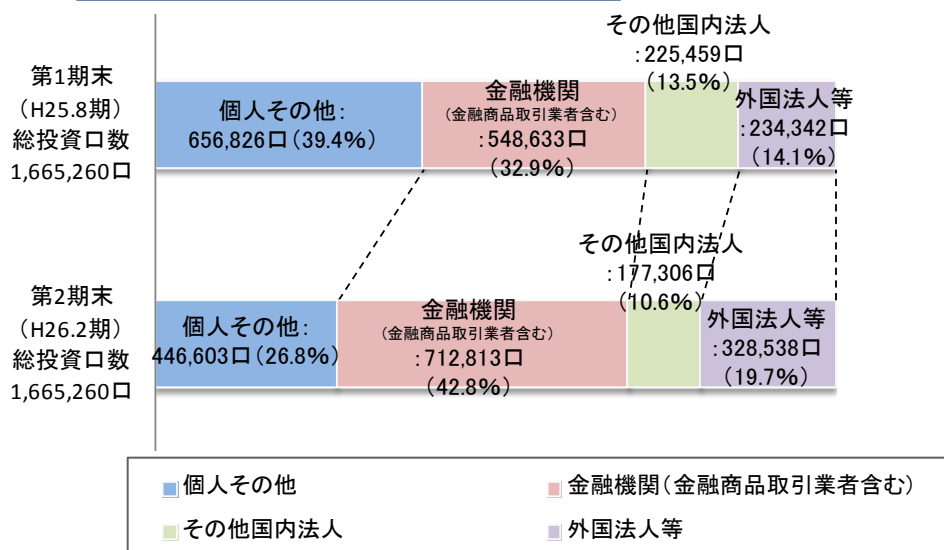 その他国内法人
:225,459口
(13.5%)
第1期末
(H25.8期)
総投資口数
1,665,260口
個人その他:
656,826口(39.4%)
金融機関
(金融商品取引業者含む)
:548,633口
(32.9%)
外国法人等
:234,342口
(14.1%)
その他国内法人
:177,306口
(10.6%)
第2期末
(H26.2期)
総投資口数
1,665,260口
個人その他:
446,603口(26.8%)
金融機関
(金融商品取引業者含む)
:712,813口
(42.8%)
外国法人等
:328,538口
(19.7%)
個人その他
金融機関(金融商品取引業者含む)
その他国内法人
外国法人等